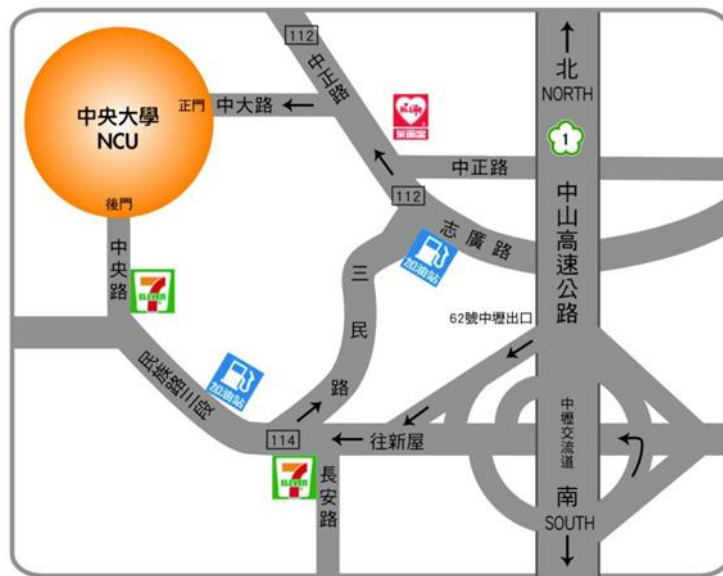 112
中央大學
NCU
正門
中大路
中正路
Hi-Life
萊爾富
北
NORTH
1
中正路
112
後門
中央路
志廣路
加油站
中山高速公路
7
ELEVEN
三民路
62號中壢出口
民族路三段
加油站
114
往新屋
中壢交流道
7
ELEVEN
長安路
南
SOUTH